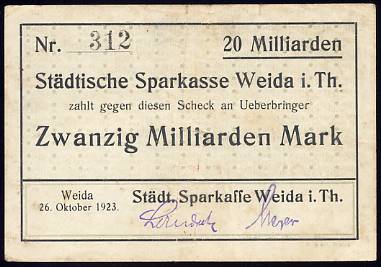 Nr. 312 20 Milliarden
Städtische Sparkasse Weida i. Th.
zahlt gegen diesen Scheck an Ueberbringer
Zwanzig Milliarden Mark
Weida Städt. Sparkasse Weida i. Th.
26. Oktober 1923.